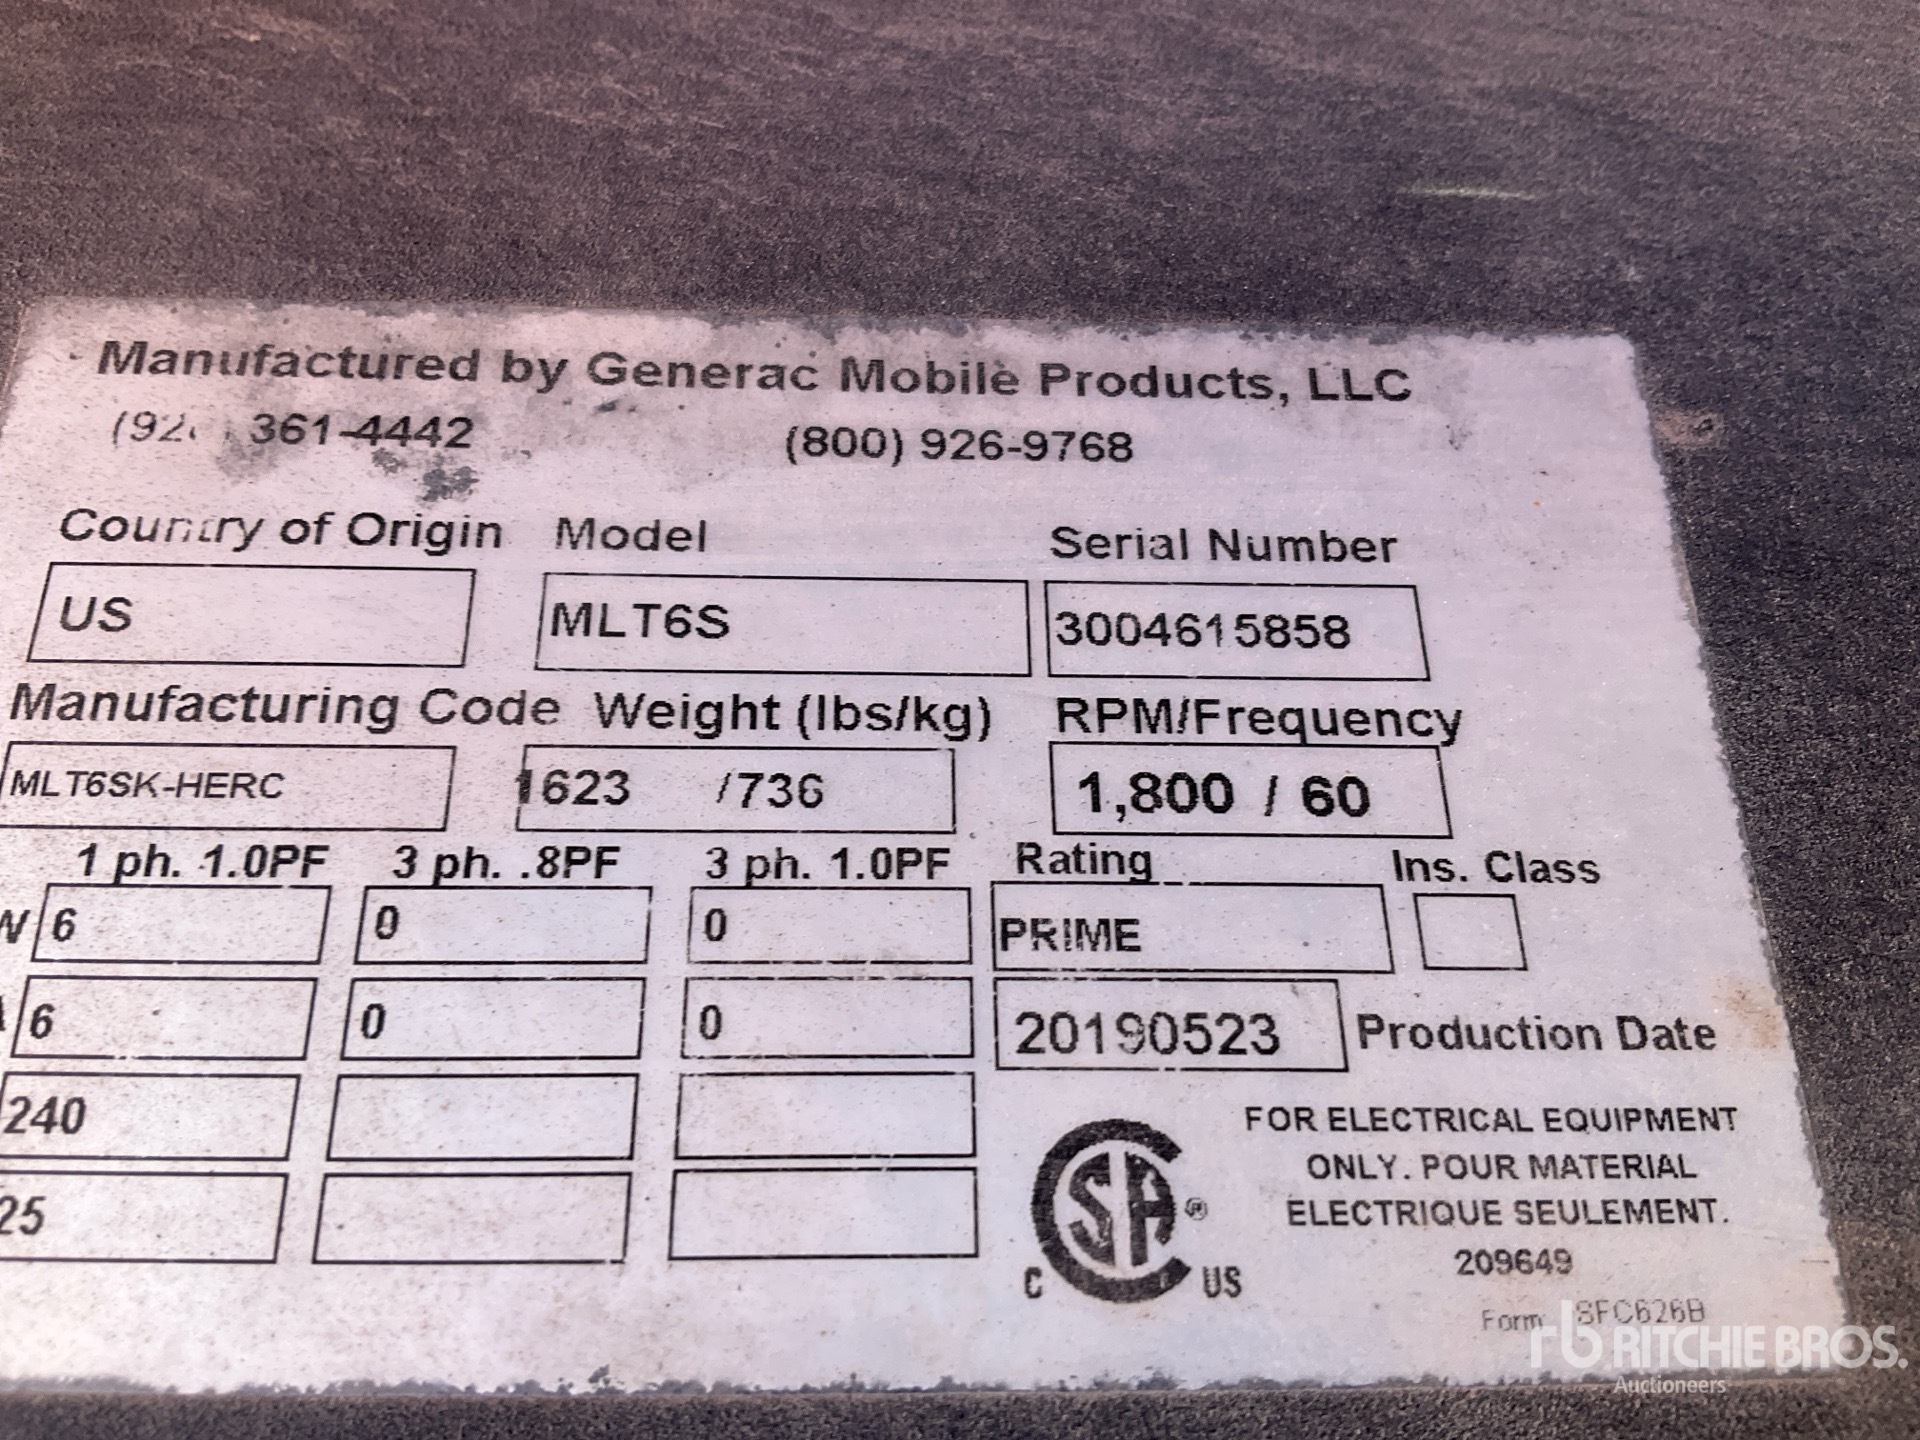 Manufactured by Generac Mobile Products, LLC
361-4442 (800) 926-9768
Country of Origin Model Serial Number
US MLT6S 3004615858
Manufacturing Code Weight (lbs/kg) RPM/Frequency
MLT6SK-HERC 1623 /736 1,800 / 60
1 ph. 1.0PF 3 ph. .8PF 3 ph. 1.0PF Rating Ins. Class
6 0 0 PRIME
6 0 0 20190523 Production Date
240
25
FOR ELECTRICAL EQUIPMENT
ONLY. POUR MATERIAL
ELECTRIQUE SEULEMENT.
209649
CSA ®
C US
Form SFC626B
rb RITCHIE BROS.
Auctioneers